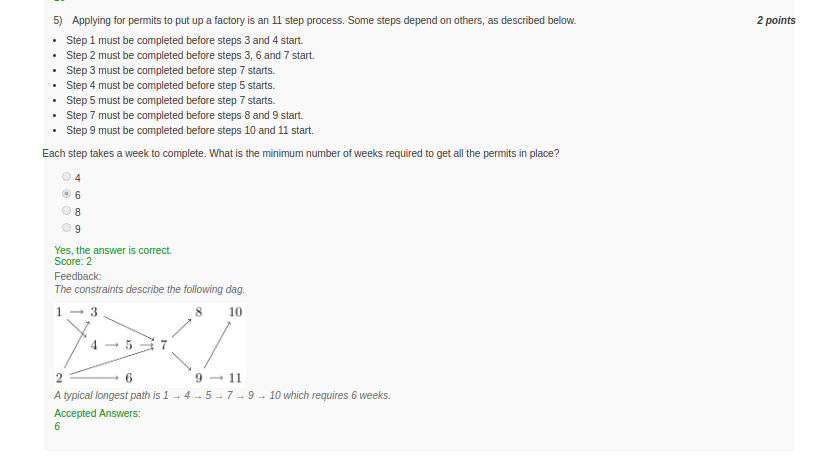 5) Applying for permits to put up a factory is an 11 step process. Some steps depend on others, as described below. 2 points
• Step 1 must be completed before steps 3 and 4 start.
• Step 2 must be completed before steps 3, 6 and 7 start.
• Step 3 must be completed before step 7 starts.
• Step 4 must be completed before step 5 starts.
• Step 5 must be completed before step 7 starts.
• Step 7 must be completed before steps 8 and 9 start.
• Step 9 must be completed before steps 10 and 11 start.
Each step takes a week to complete. What is the minimum number of weeks required to get all the permits in place?
4
6
8
9
Yes, the answer is correct.
Score: 2
Feedback:
The constraints describe the following dag.
1 → 3 8 10
4 → 5 → 7
2 → 6 9 → 11
A typical longest path is 1 → 4 → 5 → 7 → 9 → 10 which requires 6 weeks.
Accepted Answers:
6